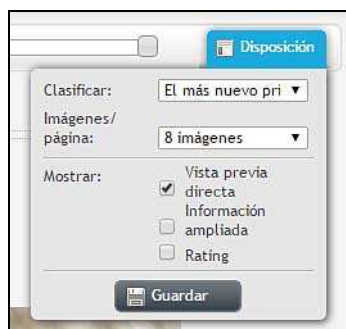 Disposición
Clasificar: El más nuevo pri
Imágenes/
página: 8 imágenes
Mostrar: Vista previa
directa
Información
ampliada
Rating
Guardar